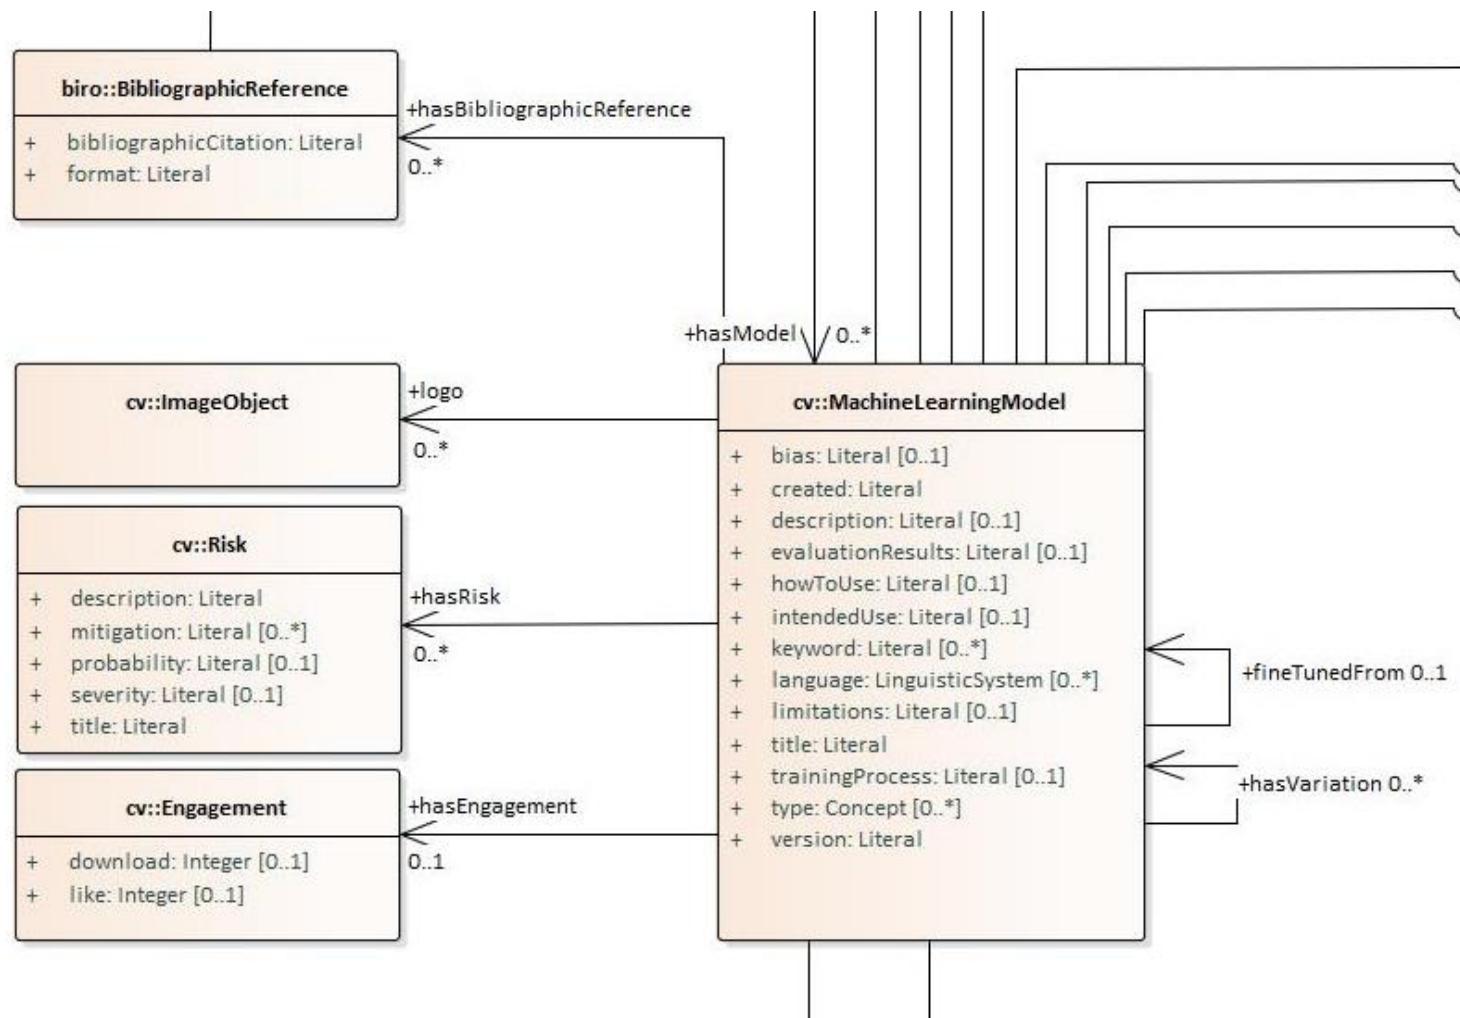 biro::BibliographicReference
+ bibliographicCitation: Literal
+ format: Literal
+hasBibliographicReference
0..*
+hasModel
0..*
cv::ImageObject
+logo
0..*
cv::Risk
+ description: Literal
+ mitigation: Literal [0..*]
+ probability: Literal [0..1]
+ severity: Literal [0..1]
+ title: Literal
+hasRisk
0..*
cv::Engagement
+ download: Integer [0..1]
+ like: Integer [0..1]
+hasEngagement
0..1
cv::MachineLearningModel
+ bias: Literal [0..1]
+ created: Literal
+ description: Literal [0..1]
+ evaluationResults: Literal [0..1]
+ howToUse: Literal [0..1]
+ intendedUse: Literal [0..1]
+ keyword: Literal [0..*]
+ language: LinguisticSystem [0..*]
+ limitations: Literal [0..1]
+ title: Literal
+ trainingProcess: Literal [0..1]
+ type: Concept [0..*]
+ version: Literal
+fineTunedFrom 0..1
+hasVariation 0..*